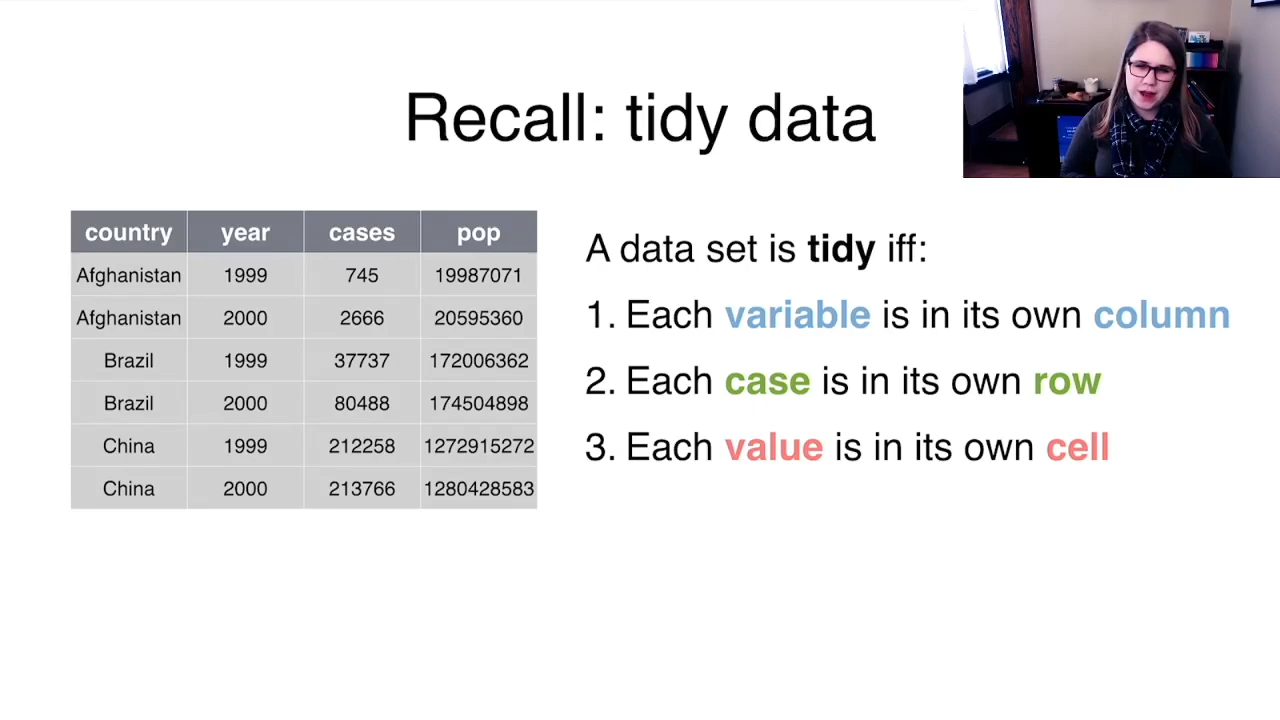 Recall: tidy data
country year cases pop
Afghanistan 1999 745 19987071
Afghanistan 2000 2666 20595360
Brazil 1999 37737 172006362
Brazil 2000 80488 174504898
China 1999 212258 1272915272
China 2000 213766 1280428583
A data set is tidy iff:
1. Each variable is in its own column
2. Each case is in its own row
3. Each value is in its own cell